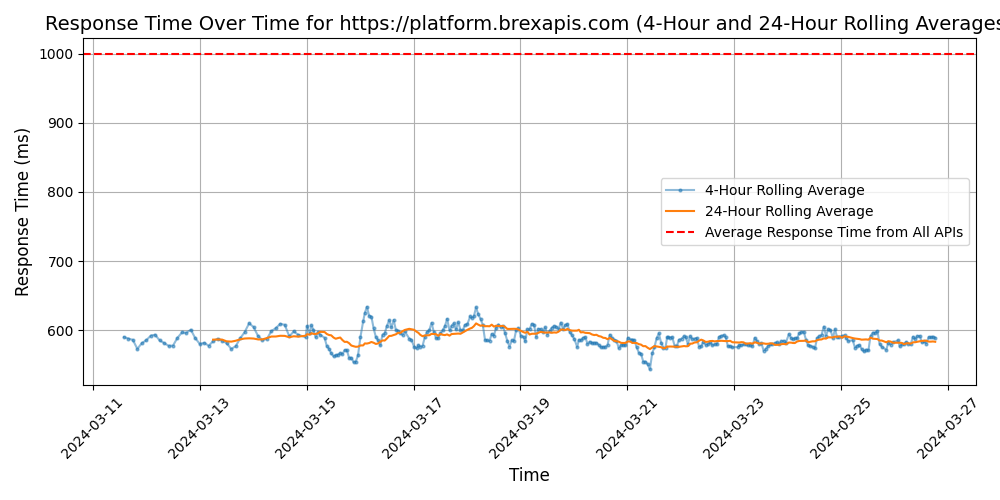 Response Time Over Time for https://platform.brexapis.com (4-Hour and 24-Hour Rolling Averages
Response Time (ms)
1000
900
800
700
600
4-Hour Rolling Average
24-Hour Rolling Average
Average Response Time from All APIs
2024-03-11
2024-03-13
2024-03-15
2024-03-17
2024-03-19
2024-03-21
2024-03-23
2024-03-25
2024-03-27
Time